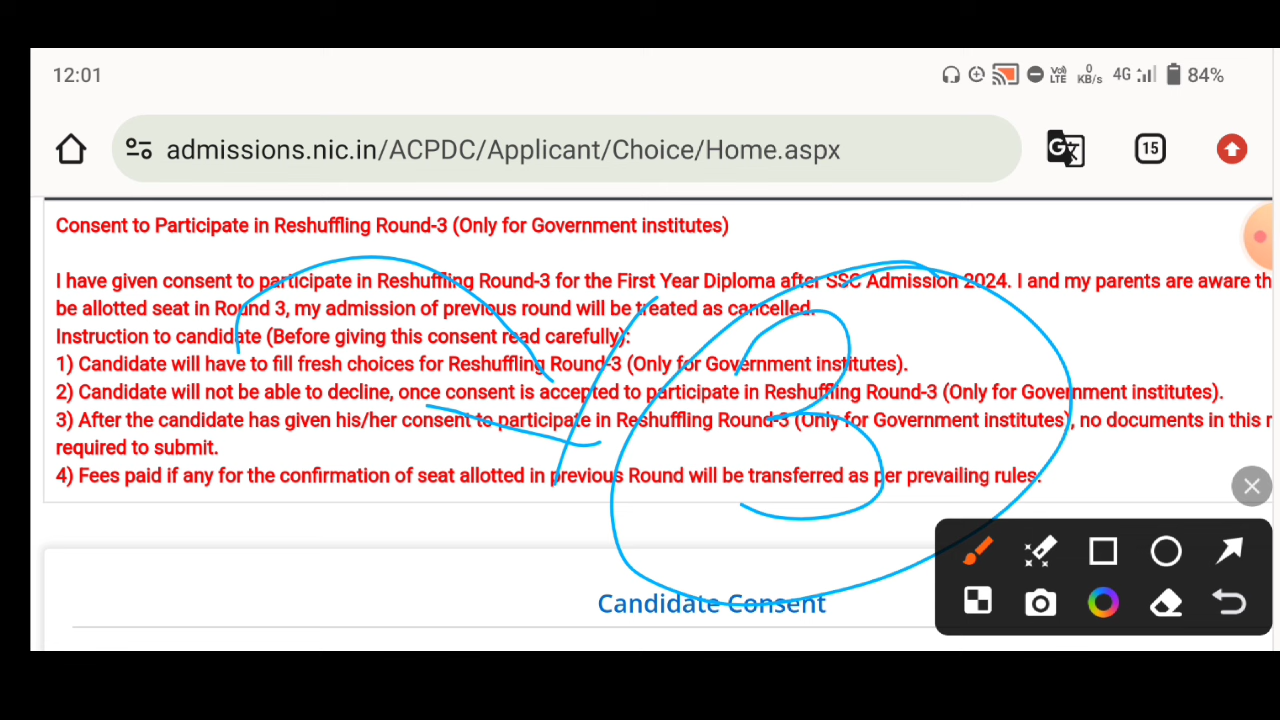 12:01
Vo) LTE
0 KB/s
4G
84%
admissions.nic.in/ACPDC/Applicant/Choice/Home.aspx
15
Consent to Participate in Reshuffling Round-3 (Only for Government institutes)
I have given consent to participate in Reshuffling Round-3 for the First Year Diploma after SSC Admission 2024. I and my parents are aware th
be allotted seat in Round 3, my admission of previous round will be treated as cancelled.
Instruction to candidate (Before giving this consent read carefully):
1) Candidate will have to fill fresh choices for Reshuffling Round-3 (Only for Government institutes).
2) Candidate will not be able to decline, once consent is accepted to participate in Reshuffling Round-3 (Only for Government institutes).
3) After the candidate has given his/her consent to participate in Reshuffling Round-3 (Only for Government institutes), no documents in this r
required to submit.
4) Fees paid if any for the confirmation of seat allotted in previous Round will be transferred as per prevailing rules.
3
Candidate Consent